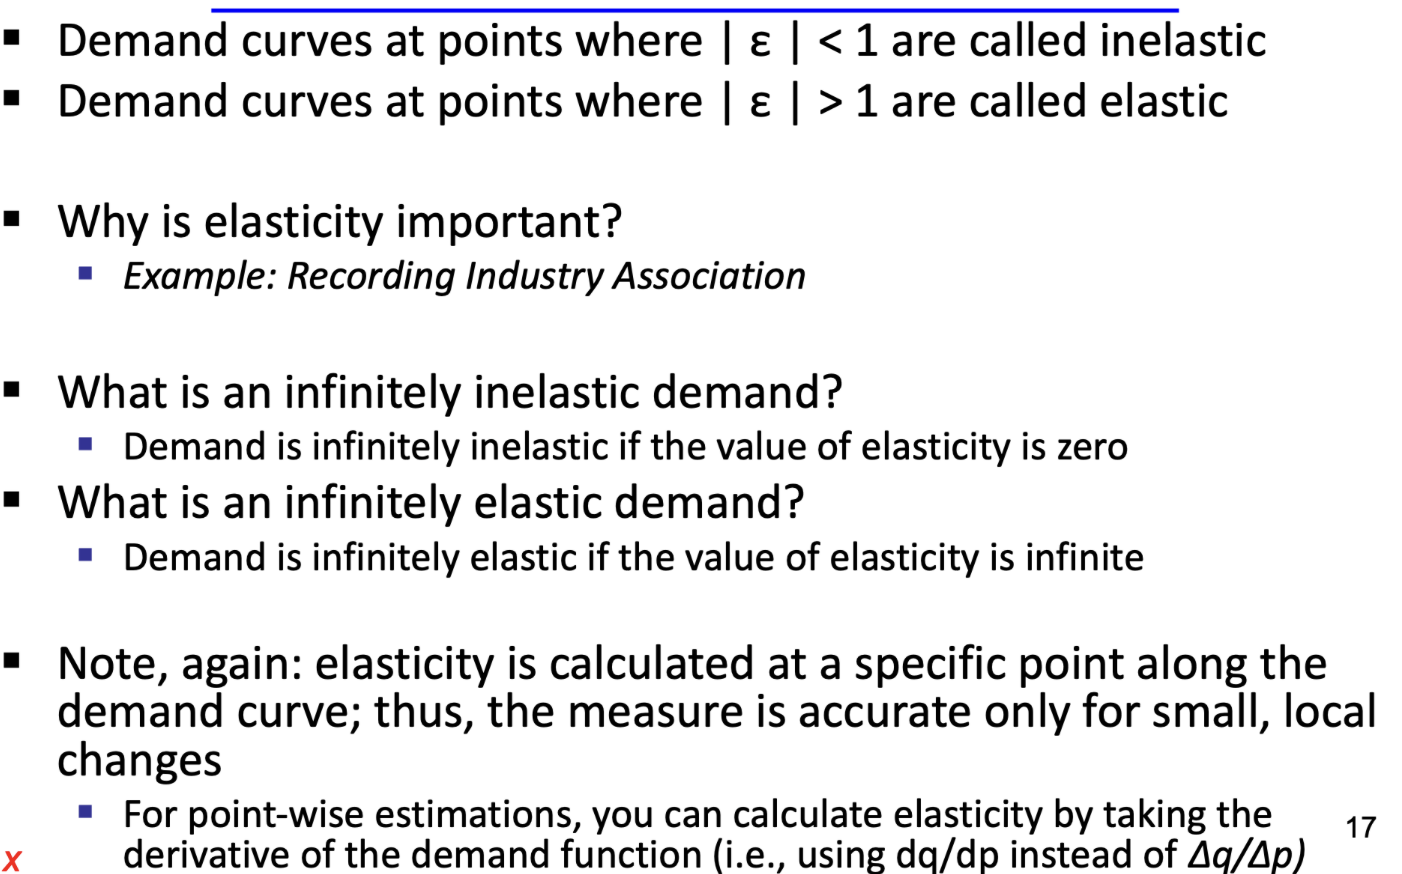 ▪ Demand curves at points where | ε | < 1 are called inelastic
▪ Demand curves at points where | ε | > 1 are called elastic
▪ Why is elasticity important?
▪ Example: Recording Industry Association
▪ What is an infinitely inelastic demand?
▪ Demand is infinitely inelastic if the value of elasticity is zero
▪ What is an infinitely elastic demand?
▪ Demand is infinitely elastic if the value of elasticity is infinite
▪ Note, again: elasticity is calculated at a specific point along the
demand curve; thus, the measure is accurate only for small, local
changes
▪ For point-wise estimations, you can calculate elasticity by taking the
derivative of the demand function (i.e., using dq/dp instead of Δq/Δp)
17
x